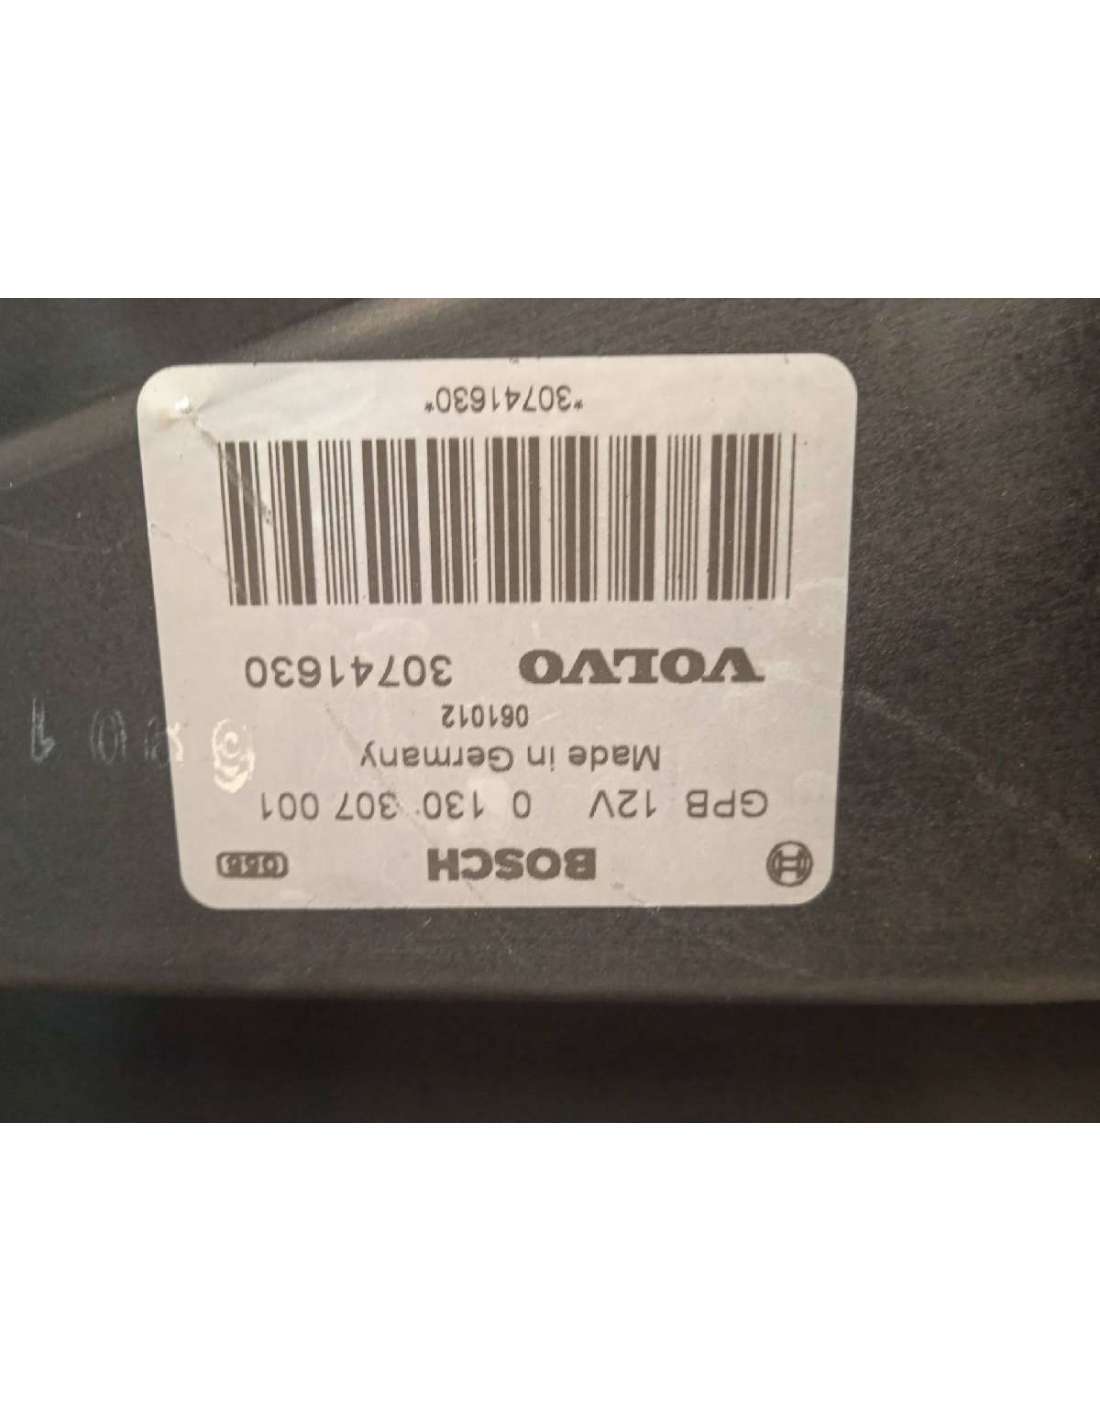 BOSCH
GPB 12V 0 130 307 001
Made in Germany
061012
VOLVO 30741630
*30741630*